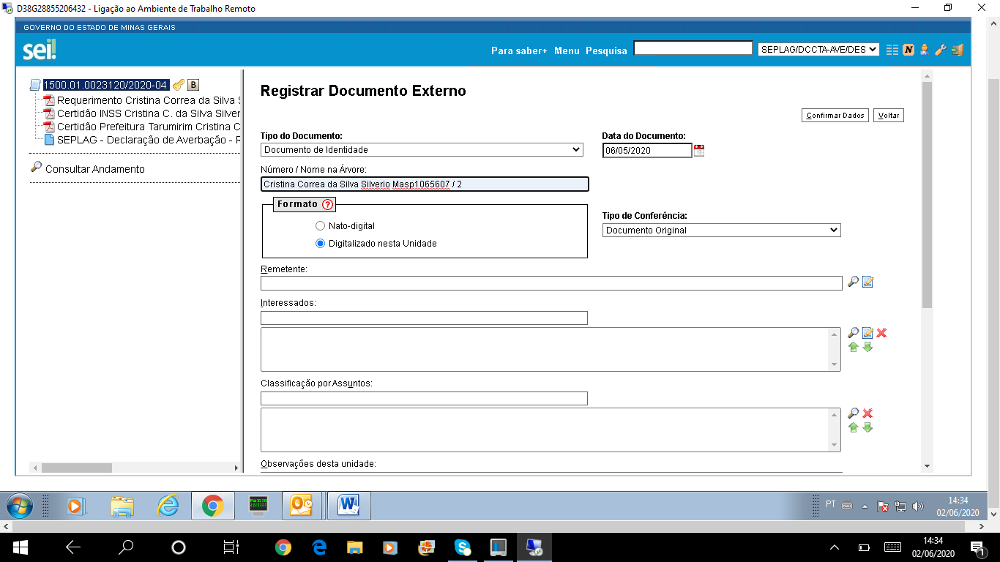 D38G28855206432 - Ligação ao Ambiente de Trabalho Remoto
GOVERNO DO ESTADO DE MINAS GERAIS
sei!
Para saber+ Menu Pesquisa
SEPLAG/DCCTA-AVE/DES
N
1500.01.0023120/2020-04
B
Requerimento Cristina Correa da Silva S
Certidão INSS Cristina C. da Silva Silver
Certidão Prefeitura Tarumirim Cristina C
SEPLAG - Declaração de Averbação - R
Consultar Andamento
Registrar Documento Externo
Confirmar Dados
Voltar
Tipo do Documento:
Documento de Identidade
Data do Documento:
06/05/2020
Número / Nome na Árvore:
Cristina Correa da Silva Silverio Masp1065607 / 2
Formato ?
Nato-digital
Digitalizado nesta Unidade
Tipo de Conferência:
Documento Original
Remetente:
Interessados:
Classificação por Assuntos:
Observações desta unidade:
PT
14:34
02/06/2020
14:34
02/06/2020
1